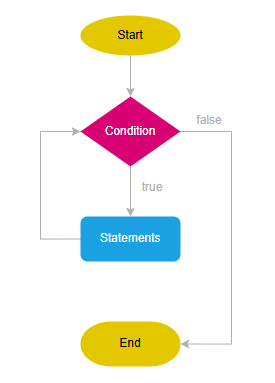 Start
Condition
false
true
Statements
End